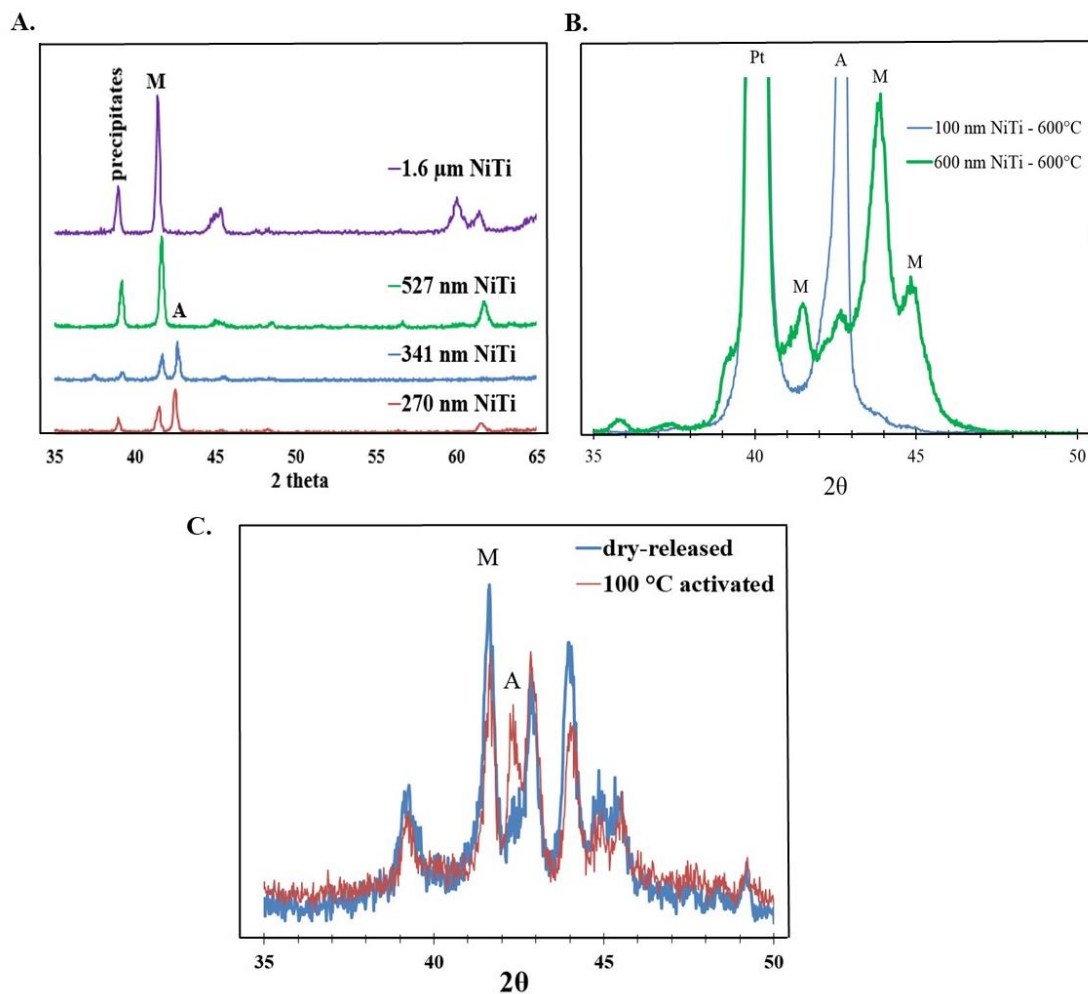 A.
precipitates
M
1.6 µm NiTi
527 nm NiTi
A
341 nm NiTi
270 nm NiTi
35 40 45 50 55 60 65
2 theta
B.
Pt
A
M
100 nm NiTi - 600°C
600 nm NiTi - 600°C
M
M
35 40 45 50
2θ
C.
dry-released
M
100 °C activated
A
35 40 45 50
2θ